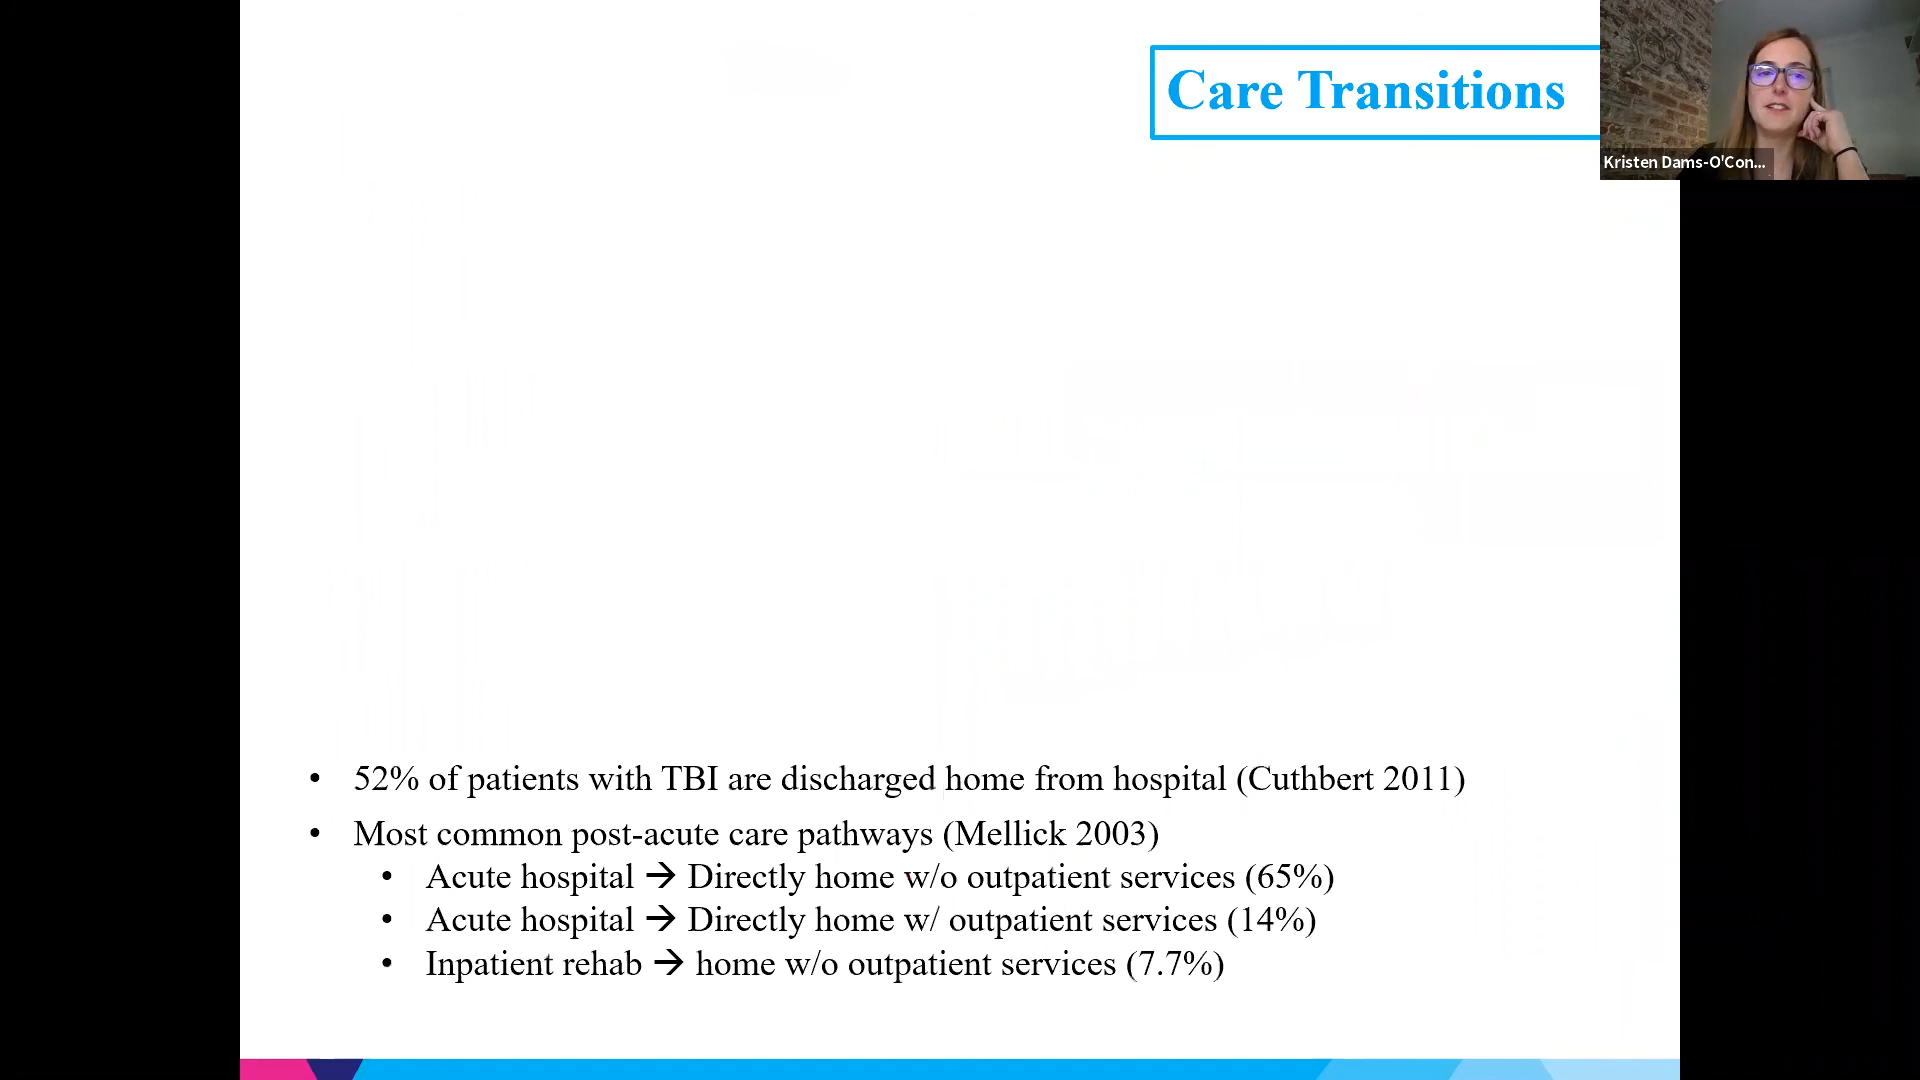 Care Transitions
Kristen Dams-O'Con...
• 52% of patients with TBI are discharged home from hospital (Cuthbert 2011)
• Most common post-acute care pathways (Mellick 2003)
• Acute hospital → Directly home w/o outpatient services (65%)
• Acute hospital → Directly home w/ outpatient services (14%)
• Inpatient rehab → home w/o outpatient services (7.7%)